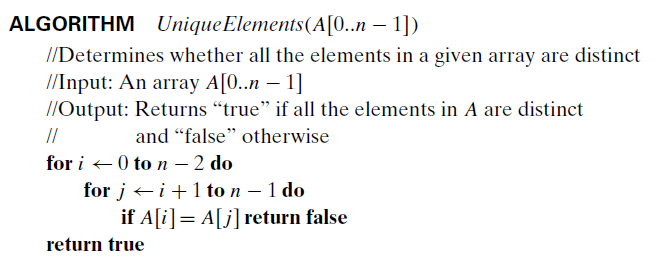 ALGORITHM UniqueElements(A[0..n − 1])
//Determines whether all the elements in a given array are distinct
//Input: An array A[0..n − 1]
//Output: Returns “true” if all the elements in A are distinct
// and “false” otherwise
for i ← 0 to n − 2 do
for j ← i + 1 to n − 1 do
if A[i] = A[j] return false
return true